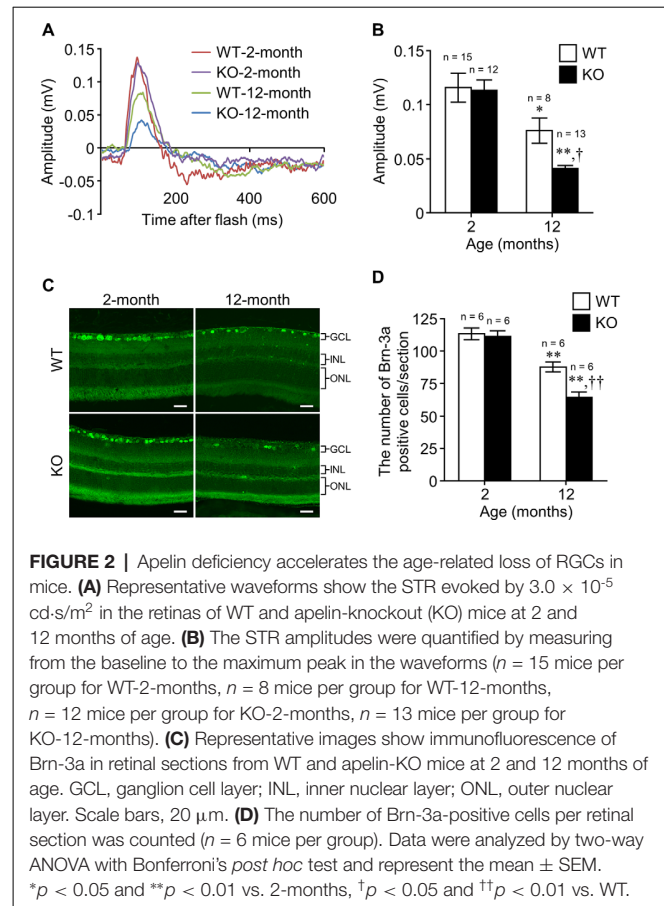 A
WT-2-month
KO-2-month
WT-12-month
KO-12-month
Amplitude (mV)
0.15
0.1
0.05
0
-0.05
-0.1
200
400
600
Time after flash (ms)
B
WT
KO
Amplitude (mV)
0.15
0.1
0.05
0
n = 15
n = 12
n = 8
*
n = 13
**,†
2
12
Age (months)
C
2-month
12-month
WT
KO
GCL
INL
ONL
GCL
INL
ONL
D
WT
KO
The number of Brn-3a
positive cells/section
125
100
75
50
25
0
n = 6
n = 6
n = 6
**
n = 6
**,††
2
12
Age (months)
FIGURE 2 | Apelin deficiency accelerates the age-related loss of RGCs in
mice. (A) Representative waveforms show the STR evoked by 3.0 × 10⁻⁵
cd·s/m² in the retinas of WT and apelin-knockout (KO) mice at 2 and
12 months of age. (B) The STR amplitudes were quantified by measuring
from the baseline to the maximum peak in the waveforms (n = 15 mice per
group for WT-2-months, n = 8 mice per group for WT-12-months,
n = 12 mice per group for KO-2-months, n = 13 mice per group for
KO-12-months). (C) Representative images show immunofluorescence of
Brn-3a in retinal sections from WT and apelin-KO mice at 2 and 12 months of
age. GCL, ganglion cell layer; INL, inner nuclear layer; ONL, outer nuclear
layer. Scale bars, 20 μm. (D) The number of Brn-3a-positive cells per retinal
section was counted (n = 6 mice per group). Data were analyzed by two-way
ANOVA with Bonferroni's post hoc test and represent the mean ± SEM.
*p < 0.05 and **p < 0.01 vs. 2-months, †p < 0.05 and ††p < 0.01 vs. WT.